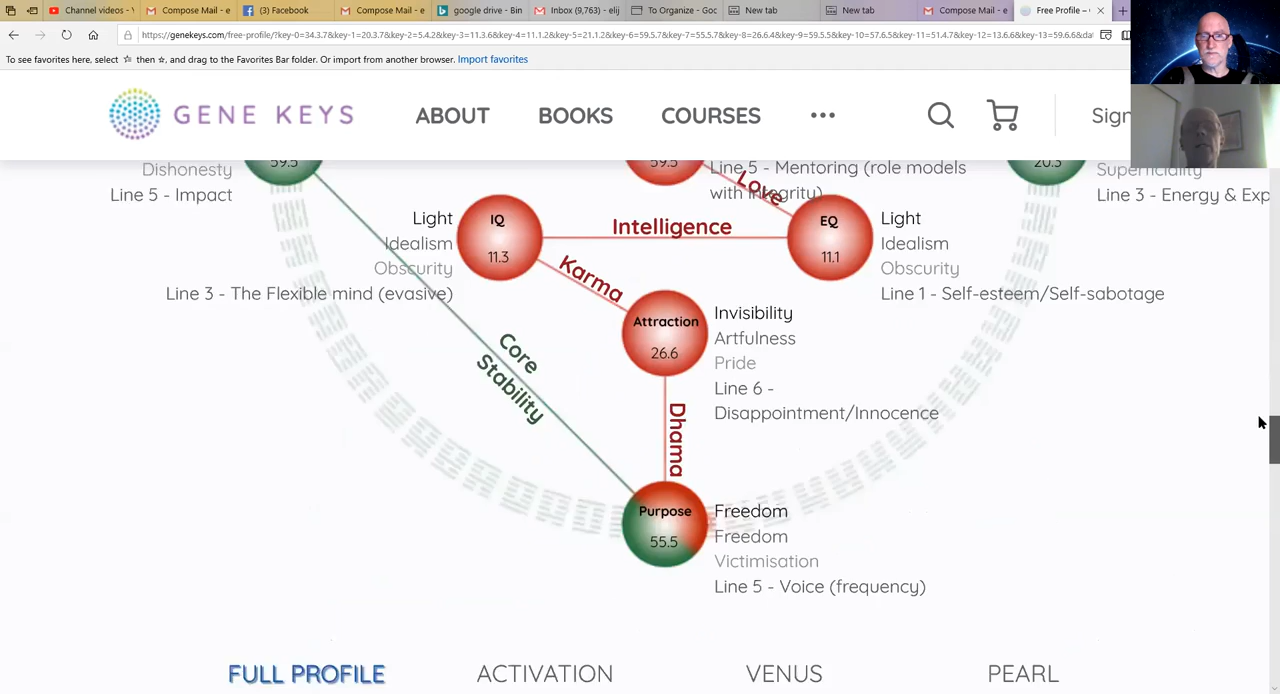 Channel videos - Y
Compose Mail - e
(3) Facebook
Compose Mail - e
google drive - Bin
Inbox (9,763) - elij
To Organize - Goo
New tab
New tab
Compose Mail - e
Free Profile –
https://genekeys.com/free-profile/?key-0=34.3.7&key-1=20.3.7&key-2=5.4.2&key-3=11.3.6&key-4=11.1.2&key-5=21.1.2&key-6=59.5.7&key-7=55.5.7&key-8=26.6.4&key-9=59.5.5&key-10=57.6.5&key-11=51.4.7&key-12=13.6.6&key-13=59.6.6&dat
To see favorites here, select then ☆, and drag to the Favorites Bar folder. Or import from another browser. Import favorites
GENE KEYS
ABOUT
BOOKS
COURSES
•••
Sign
59.5
Dishonesty
Line 5 - Impact
59.5
Line 5 - Mentoring (role models
with integrity)
Love
20.3
Superficiality
Line 3 - Energy & Exp
Light
Idealism
Obscurity
Line 3 - The Flexible mind (evasive)
IQ
11.3
Intelligence
EQ
11.1
Light
Idealism
Obscurity
Line 1 - Self-esteem/Self-sabotage
Karma
Attraction
26.6
Invisibility
Artfulness
Pride
Line 6 -
Disappointment/Innocence
Core
Stability
Dhama
Purpose
55.5
Freedom
Freedom
Victimisation
Line 5 - Voice (frequency)
FULL PROFILE
ACTIVATION
VENUS
PEARL